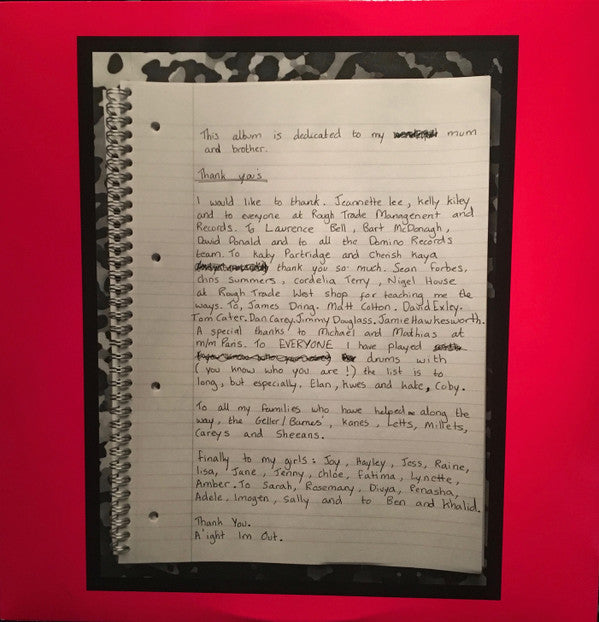 This album is dedicated to my mum
and brother.
Thank you's
I would like to thank. Jeannette lee, Kelly Kiley
and to everyone at Rough Trade Management and
Records. To Laurence Bell, Bart McDonagh,
David Donald and to all the Domino Records
team. To Kaby Partridge and Cherish Kaya
thank you so much. Sean Forbes,
Chris Summers, Cordelia Terry, Nigel House
at Rough Trade West shop for teaching me the
ways. To, James Dring. Matt Colton. David Exley.
Tom Cater. Dan Carey. Jimmy Douglass. Jamie Hawkesworth.
A special thanks to Michael and Mathias at
m/m Paris. To EVERYONE I have played
drums with
(you know who you are!) the list is to
long, but especially. Elan, Kwes and hake, Coby.
To all my families who have helped me along the
way, the Geller/Barnes', Kanes, Letts, Millets,
Careys and Sheeans.
Finally to my girls: Joy, Hayley, Jess, Raine,
lisa, Jane, Jenny, Chloe, Fatima, Lynette,
Amber. To Sarah, Rosemary, Divya, Penasha,
Adele, Imogen, Sally and to Ben and Khalid.
Thank You.
A'ight Im Out.